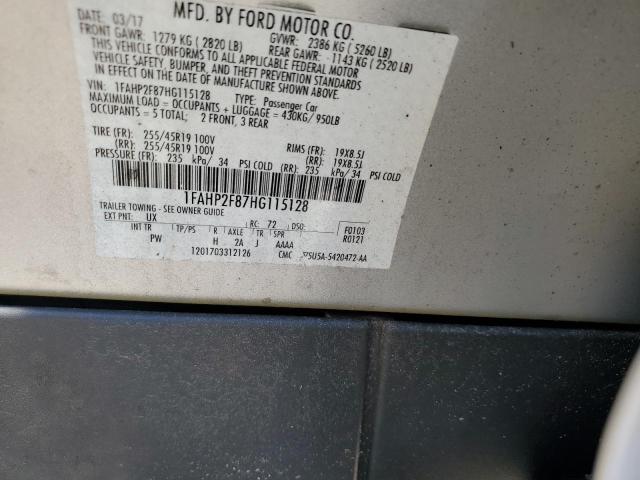 MFD. BY FORD MOTOR CO.
DATE: 03/17 GVWR: 2386 KG ( 5260 LB)
FRONT GAWR: 1279 KG ( 2820 LB) REAR GAWR: 1143 KG ( 2520 LB)
THIS VEHICLE CONFORMS TO ALL APPLICABLE FEDERAL MOTOR
VEHICLE SAFETY, BUMPER, AND THEFT PREVENTION STANDARDS
IN EFFECT ON THE DATE OF MANUFACTURE SHOWN ABOVE.
VIN: 1FAHP2F87HG115128 TYPE: Passenger Car
MAXIMUM LOAD = OCCUPANTS + LUGGAGE = 430KG/ 950LB
OCCUPANTS = 5 TOTAL; 2 FRONT, 3 REAR
TIRE (FR): 255/45R19 100V RIMS (FR): 19X8.5J
(RR): 255/45R19 100V (RR): 19X8.5J
PRESSURE (FR): 235 kPa/ 34 PSI COLD (RR): 235 kPa/ 34 PSI COLD
1FAHP2F87HG115128
TRAILER TOWING - SEE OWNER GUIDE
EXT PNT: UX RC: 72 DSO: F0103
INT TR TP/PS R AXLE TR SPR R0121
PW H 2A J AAAA
1201703312126 CMC 5U5A-5420472-AA